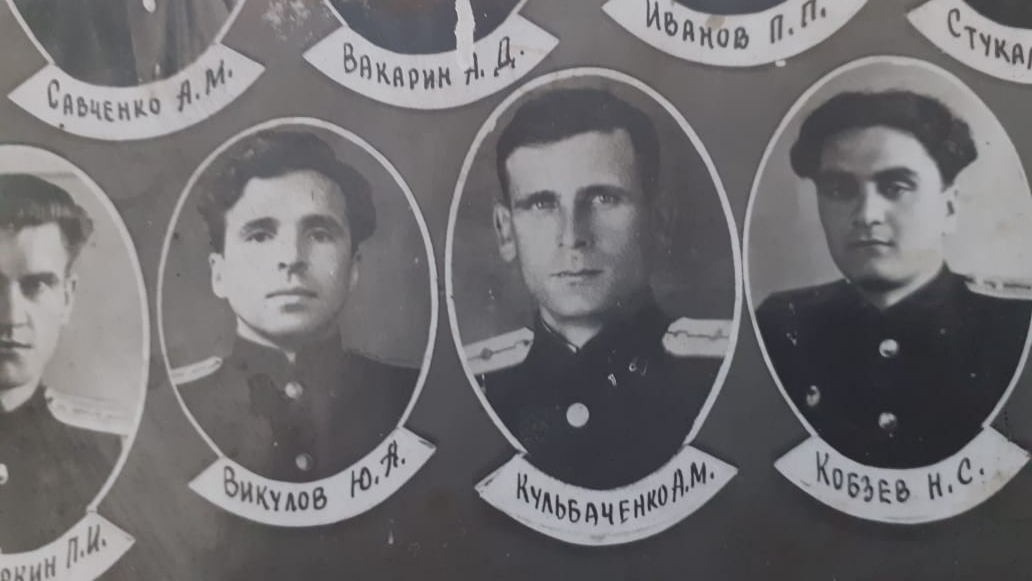 Савченко А.М.
Вакарин А.Д.
Иванов П.П.
Викулов Ю.А.
Кульбаченко А.М.
Кобзев Н.С.
П.И.